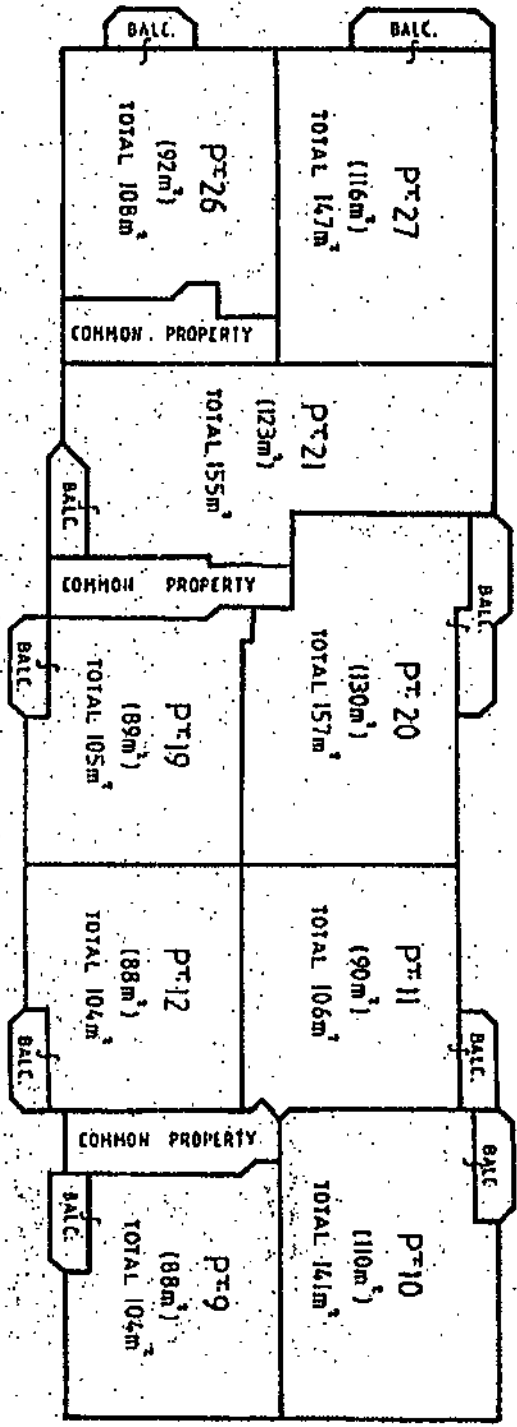 BALC.
BALC.
PT·26
(92m²)
TOTAL 108m²
PT·27
(116m²)
TOTAL 147m²
COMMON PROPERTY
PT·21
(123m²)
TOTAL 155m²
BALC.
BALC.
COMMON PROPERTY
BALC.
PT·19
(89m²)
TOTAL 105m²
PT·20
(130m²)
TOTAL 157m²
PT·12
(88m²)
TOTAL 104m²
PT·11
(90m²)
TOTAL 106m²
BALC.
BALC.
COMMON PROPERTY
BALC.
BALC.
PT·9
(88m²)
TOTAL 104m²
PT·10
(110m²)
TOTAL 141m²